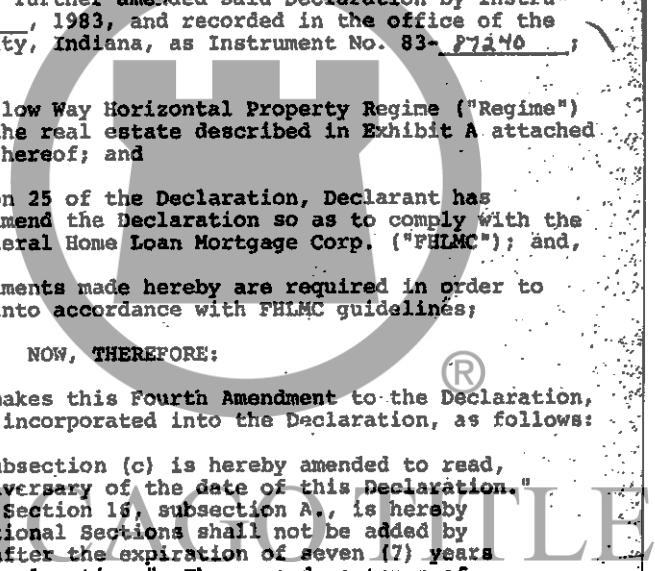 further amended said Declaration by Instru-
, 1983, and recorded in the office of the
ty, Indiana, as Instrument No. 83- 87240 ;
low Way Horizontal Property Regime ("Regime")
he real estate described in Exhibit A attached
hereof; and
n 25 of the Declaration, Declarant has
mend the Declaration so as to comply with the
eral Home Loan Mortgage Corp. ("FHLMC"); and,
ments made hereby are required in order to
nto accordance with FHLMC guidelines;
NOW, THEREFORE:
®
akes this Fourth Amendment to the Declaration,
incorporated into the Declaration, as follows:
ubsection (c) is hereby amended to read,
versary of the date of this Declaration."
Section 16, subsection A., is hereby
tional Sections shall not be added by
ICAGO TITLE
after the expiration of seven (7) years